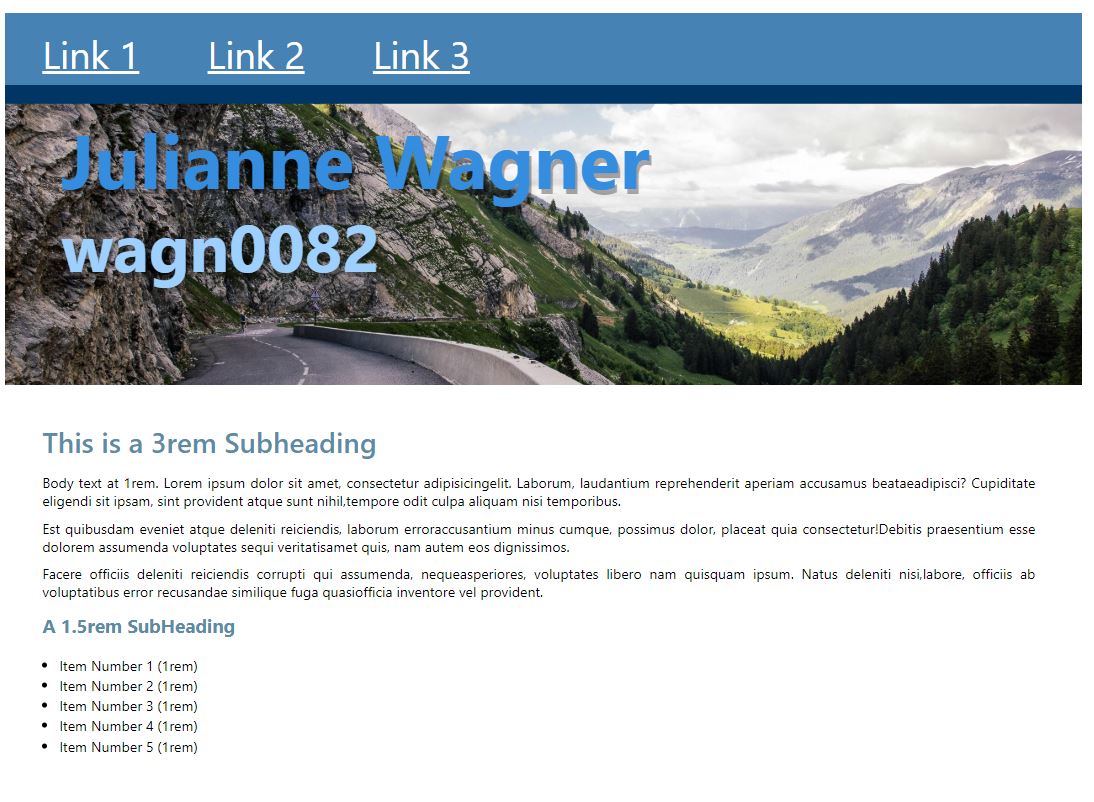 Link 1 Link 2 Link 3
Julianne Wagner
wagn0082
This is a 3rem Subheading
Body text at 1rem. Lorem ipsum dolor sit amet, consectetur adipisicingelit. Laborum, laudantium reprehenderit aperiam accusamus beataeadipisci? Cupiditate
eligendi sit ipsam, sint provident atque sunt nihil,tempore odit culpa aliquam nisi temporibus.
Est quibusdam eveniet atque deleniti reiciendis, laborum erroraccusantium minus cumque, possimus dolor, placeat quia consectetur!Debitis praesentium esse
dolorem assumenda voluptates sequi veritatisamet quis, nam autem eos dignissimos.
Facere officiis deleniti reiciendis corrupti qui assumenda, nequeasperiores, voluptates libero nam quisquam ipsum. Natus deleniti nisi,labore, officiis ab
voluptatibus error recusandae similique fuga quasiofficia inventore vel provident.
A 1.5rem SubHeading
• Item Number 1 (1rem)
• Item Number 2 (1rem)
• Item Number 3 (1rem)
• Item Number 4 (1rem)
• Item Number 5 (1rem)